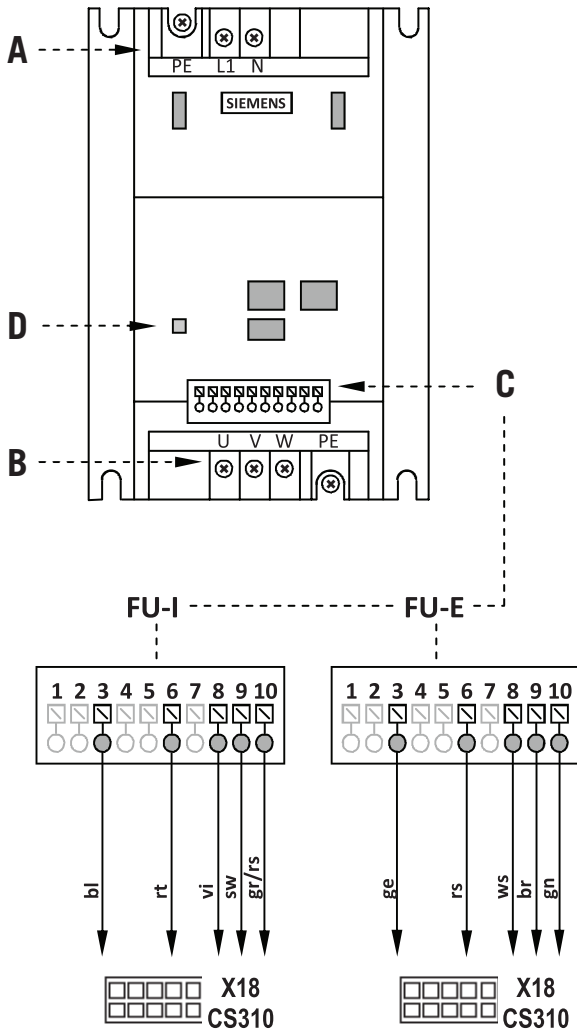 A
PE L1 N
SIEMENS
D
C
U V W PE
B
FU-I FU-E
1 2 3 4 5 6 7 8 9 10
1 2 3 4 5 6 7 8 9 10
bl rt vi sw gr/rs
ge rs ws br gn
X18
CS310
X18
CS310